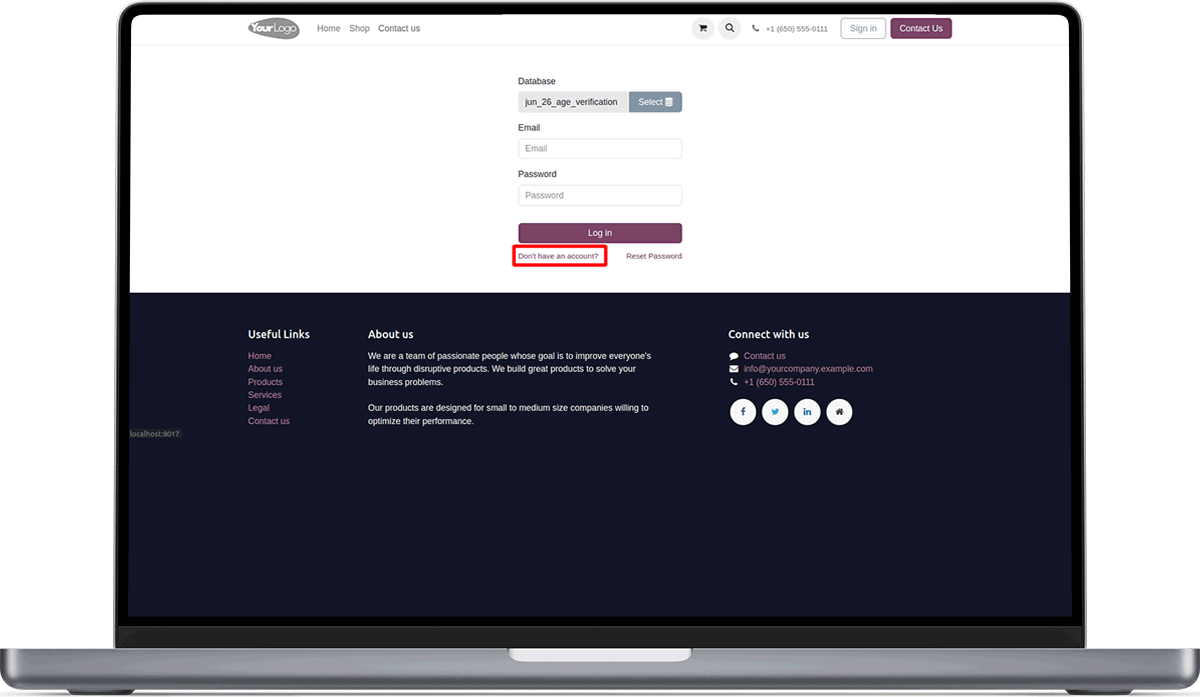 YourLogo
Home Shop Contact us
+1 (650) 555-0111
Sign in
Contact Us
Database
jun_26_age_verification Select
Email
Email
Password
Password
Log in
Don't have an account? Reset Password
Useful Links
Home
About us
Products
Services
Legal
Contact us
About us
We are a team of passionate people whose goal is to improve everyone's
life through disruptive products. We build great products to solve your
business problems.
Our products are designed for small to medium size companies willing to
optimize their performance.
Connect with us
Contact us
info@yourcompany.example.com
+1 (650) 555-0111
localhost:8017